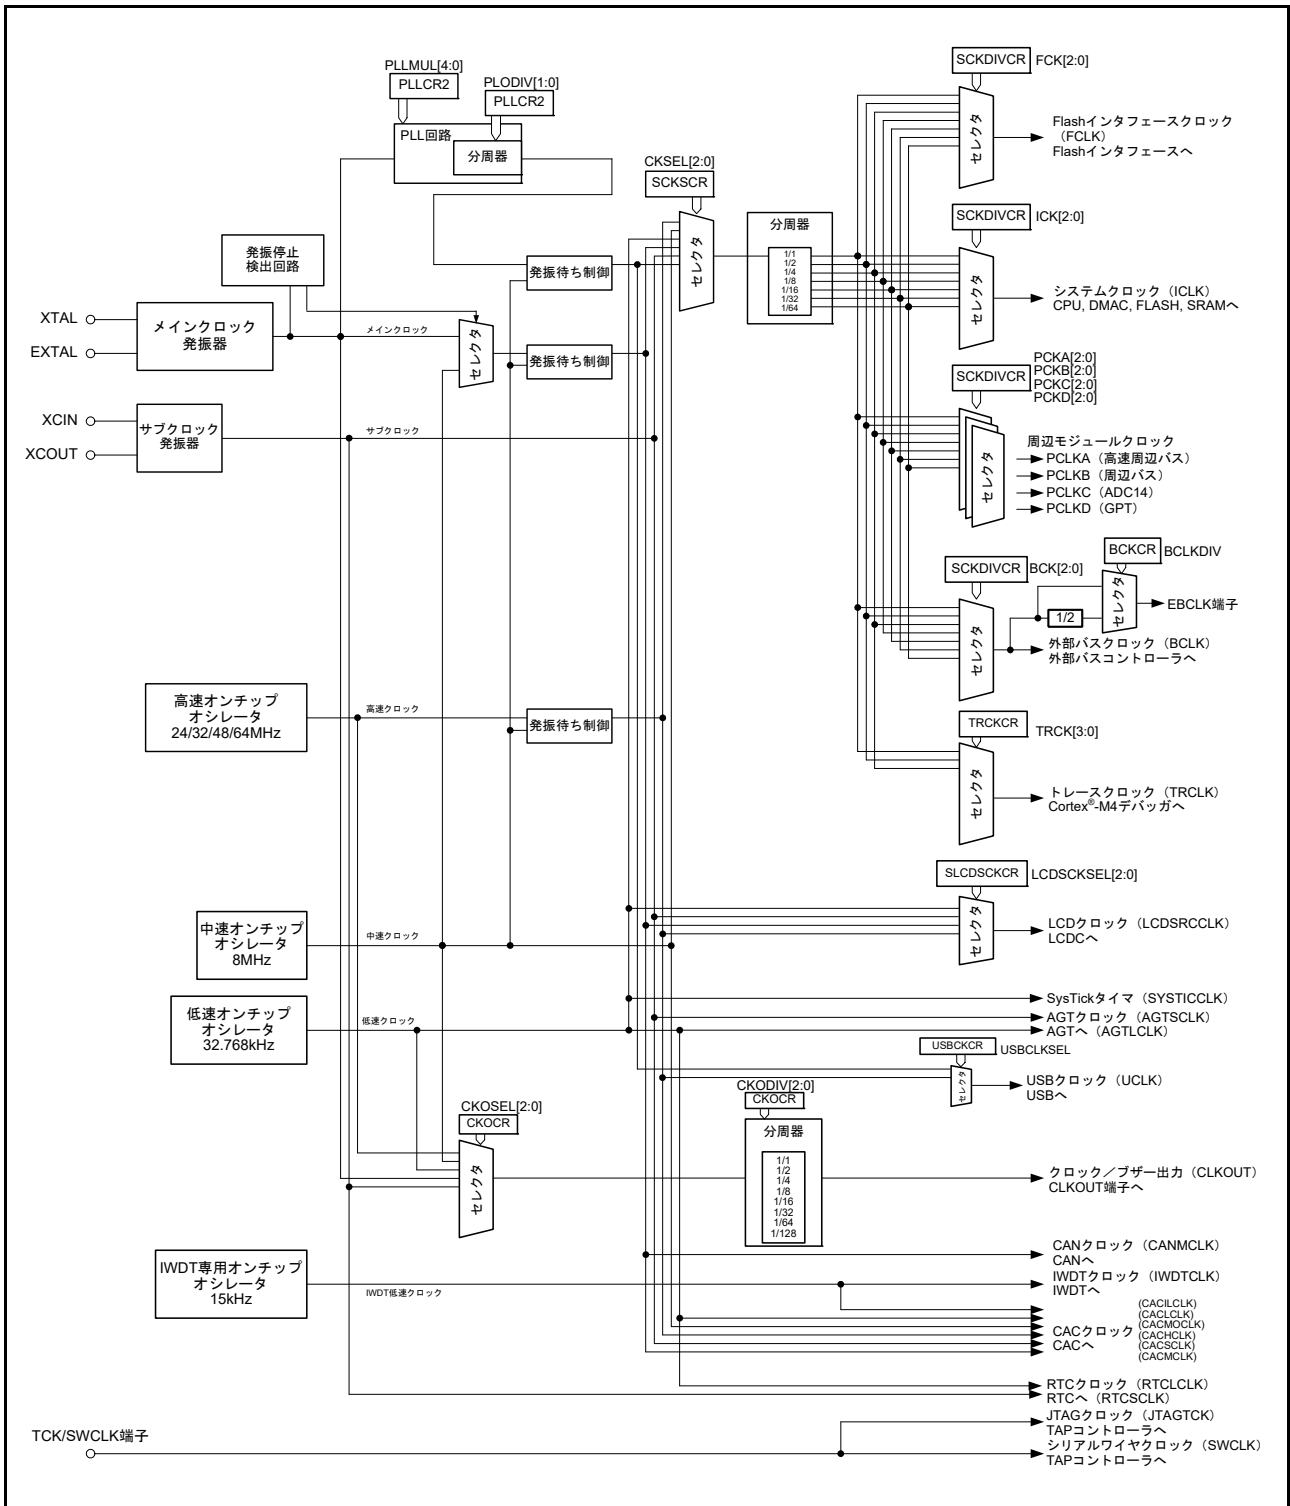 PLLMUL[4:0]
PLLCR2
PLODIV[1:0]
PLLCR2
PLL回路
分周器
CKSEL[2:0]
SCKSCR
セレクタ
分周器
1/1
1/2
1/4
1/8
1/16
1/32
1/64
SCKDIVCR FCK[2:0]
セレクタ
Flashインタフェースクロック
(FCLK)
Flashインタフェースへ
SCKDIVCR ICK[2:0]
セレクタ
システムクロック（ICLK）
CPU, DMAC, FLASH, SRAMへ
発振停止
検出回路
発振待ち制御
XTAL
EXTAL
メインクロック
発振器
メインクロック
セレクタ
発振待ち制御
PCKA[2:0]
PCKB[2:0]
PCKC[2:0]
PCKD[2:0]
SCKDIVCR
セレクタ
周辺モジュールクロック
PCLKA（高速周辺バス）
PCLKB（周辺バス）
PCLKC（ADC14）
PCLKD（GPT）
XCIN
XCOUT
サブクロック
発振器
サブクロック
SCKDIVCR BCK[2:0]
セレクタ
BCKCR BCLKDIV
セレクタ
1/2
EBCLK端子
外部バスクロック（BCLK）
外部バスコントローラへ
高速オンチップ
オシレータ
24/32/48/64MHz
高速クロック
発振待ち制御
TRCKCR TRCK[3:0]
セレクタ
トレースクロック（TRCLK）
Cortex®-M4デバッガへ
SLCDSCKCR LCDSCKSEL[2:0]
セレクタ
LCDクロック（LCDSRCCLK）
LCDCへ
中速オンチップ
オシレータ
8MHz
中速クロック
低速オンチップ
オシレータ
32.768kHz
低速クロック
SysTickタイマ（SYSTICCLK）
AGTクロック（AGTSCLK）
AGTへ（AGTLCLK）
USBCKCR USBCLKSEL
セレクタ
USBクロック（UCLK）
USBへ
CKOSEL[2:0]
CKOCR
セレクタ
CKODIV[2:0]
CKOCR
分周器
1/1
1/2
1/4
1/8
1/16
1/32
1/64
1/128
クロック／ブザー出力（CLKOUT）
CLKOUT端子へ
IWDT専用オンチップ
オシレータ
15kHz
IWDT低速クロック
CANクロック（CANMCLK）
CANへ
IWDTクロック（IWDTCLK）
IWDTへ
CACクロック
CACへ
(CACILCLK)
(CACLCLK)
(CACMOCLK)
(CACHCLK)
(CACSCLK)
(CACMCLK)
RTCクロック（RTCLCLK）
RTCへ（RTCSCLK）
TCK/SWCLK端子
JTAGクロック（JTAGTCK）
TAPコントローラへ
シリアルワイヤクロック（SWCLK）
TAPコントローラへ